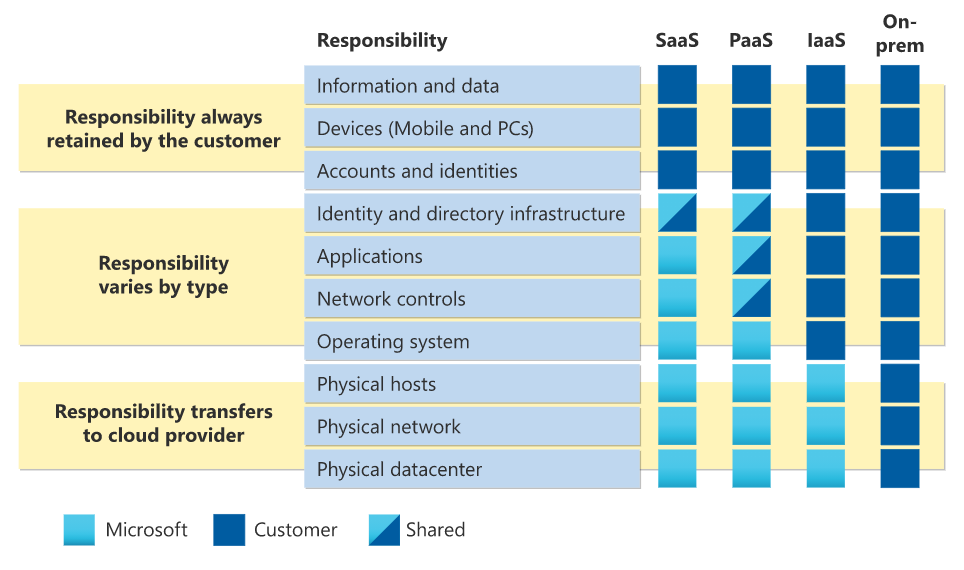 Responsibility SaaS PaaS IaaS On-
prem
Responsibility always
retained by the customer
Information and data
Devices (Mobile and PCs)
Accounts and identities
Responsibility
varies by type
Identity and directory infrastructure
Applications
Network controls
Operating system
Responsibility transfers
to cloud provider
Physical hosts
Physical network
Physical datacenter
Microsoft Customer Shared